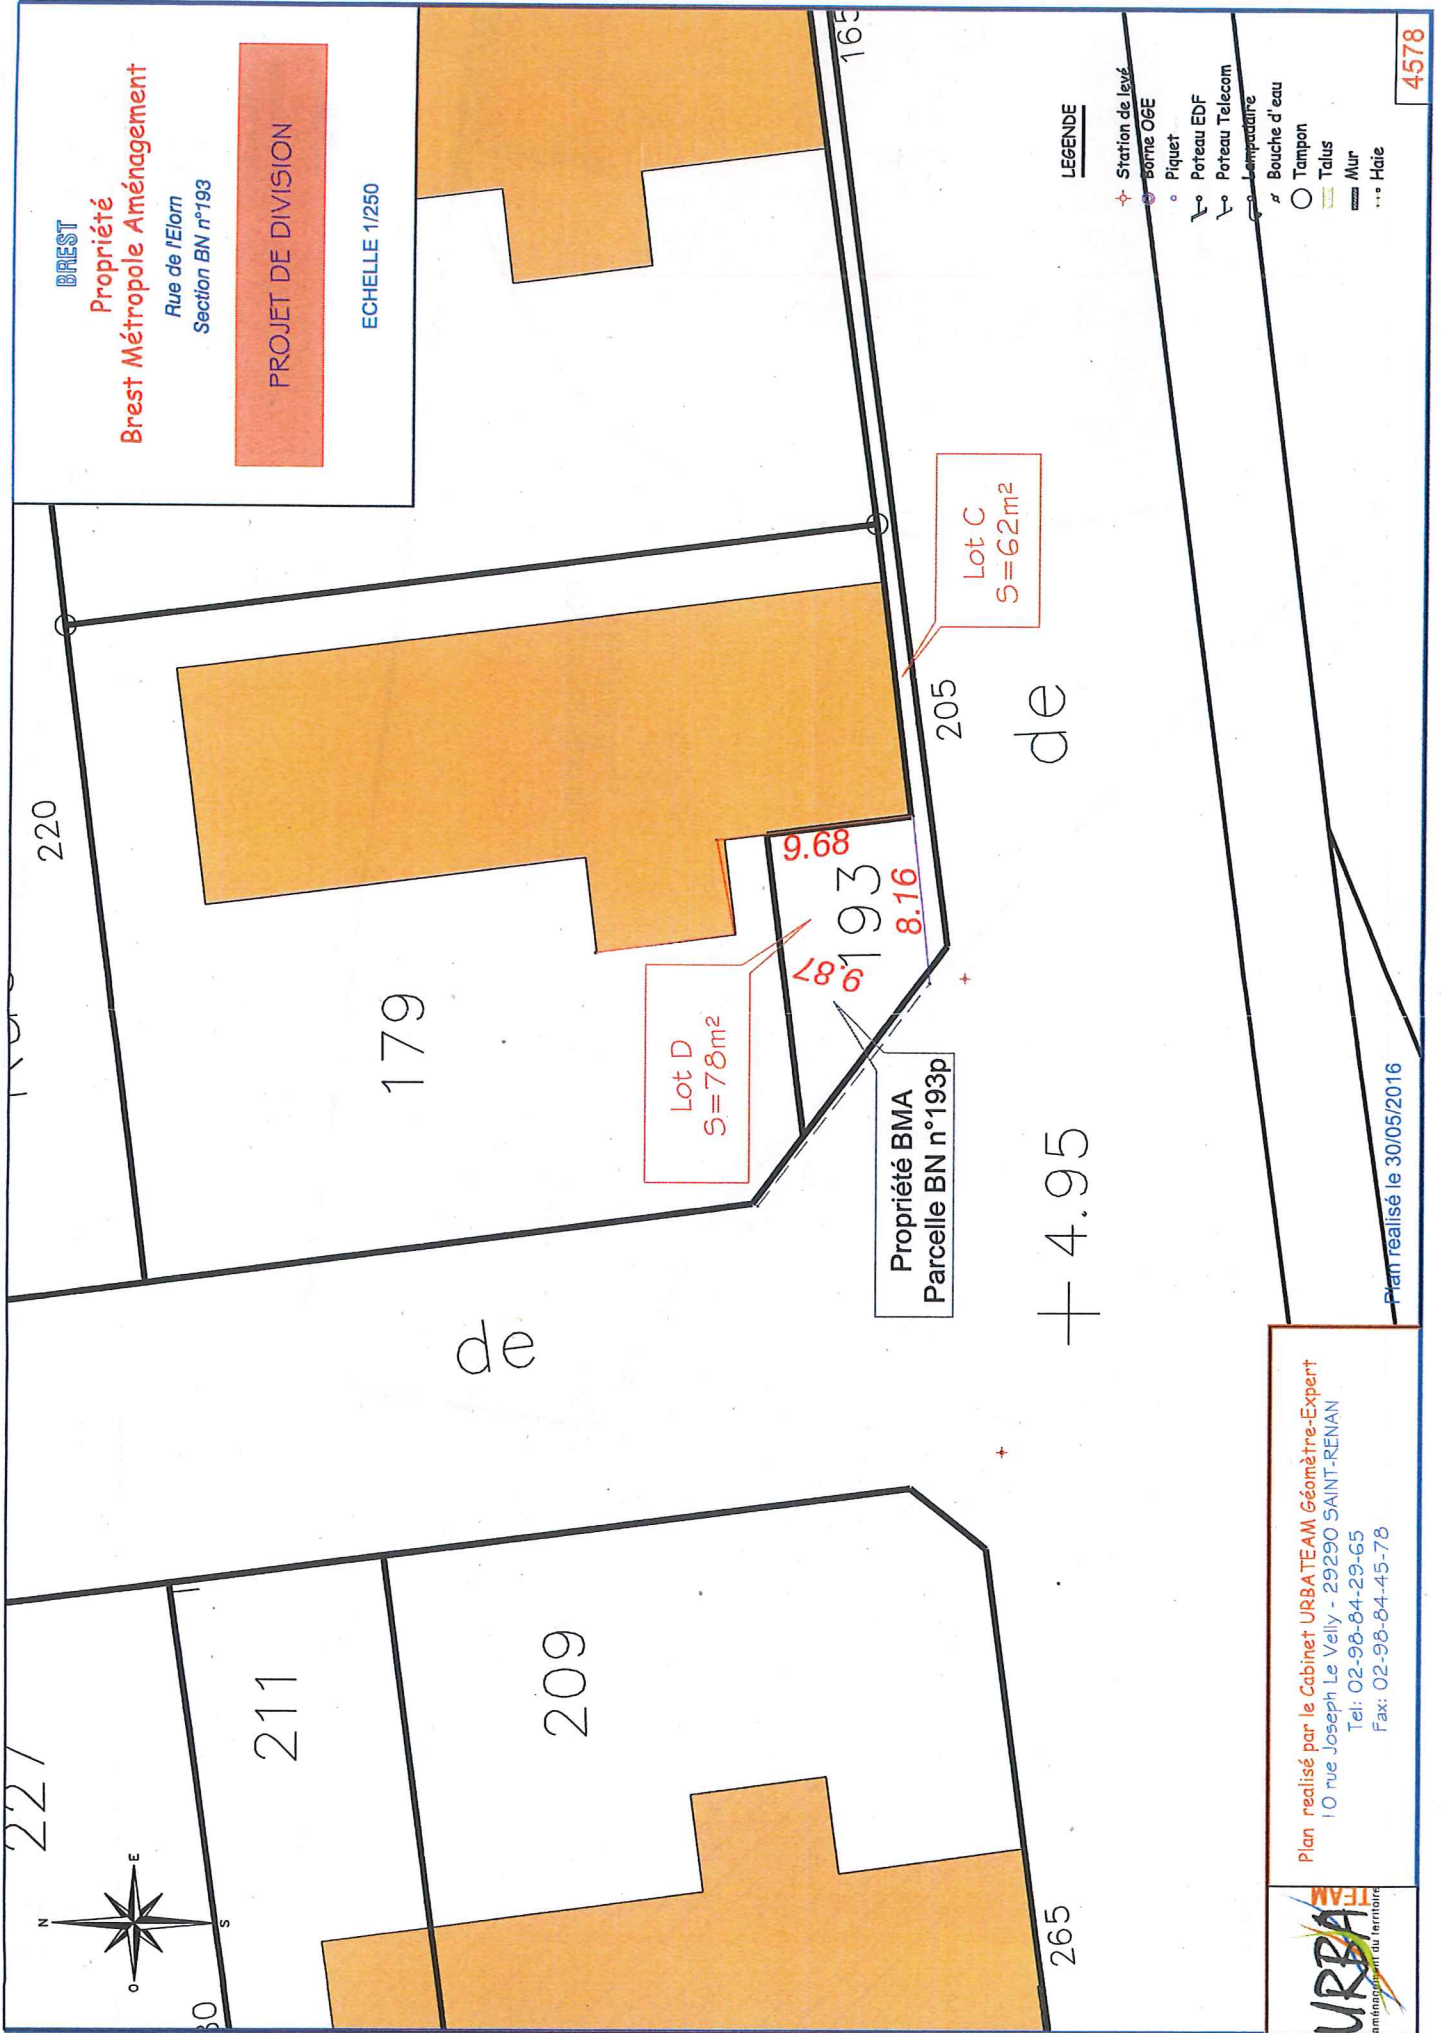 BREST
Propriété
Brest Métropole Aménagement
Rue de l'Elorn
Section BN n°193
PROJET DE DIVISION
ECHELLE 1/250
165
220
179
205
de
Lot C
S=62m²
9.68
193
8.16
9.87
Lot D
S=78m²
Propriété BMA
Parcelle BN n°193p
4.95
de
227
211
209
265
N
E
S
O
LEGENDE
Station de levé
Borne OGE
Piquet
Poteau EDF
Poteau Telecom
Lampadaire
Bouche d'eau
Tampon
Talus
Mur
Haie
4578
Plan realisé le 30/05/2016
Plan realisé par le Cabinet URBATEAM Géomètre-Expert
10 rue Joseph Le Velly - 29290 SAINT-RENAN
Tel: 02-98-84-29-65
Fax: 02-98-84-45-78
URBA
TEAM
aménagement du territoire